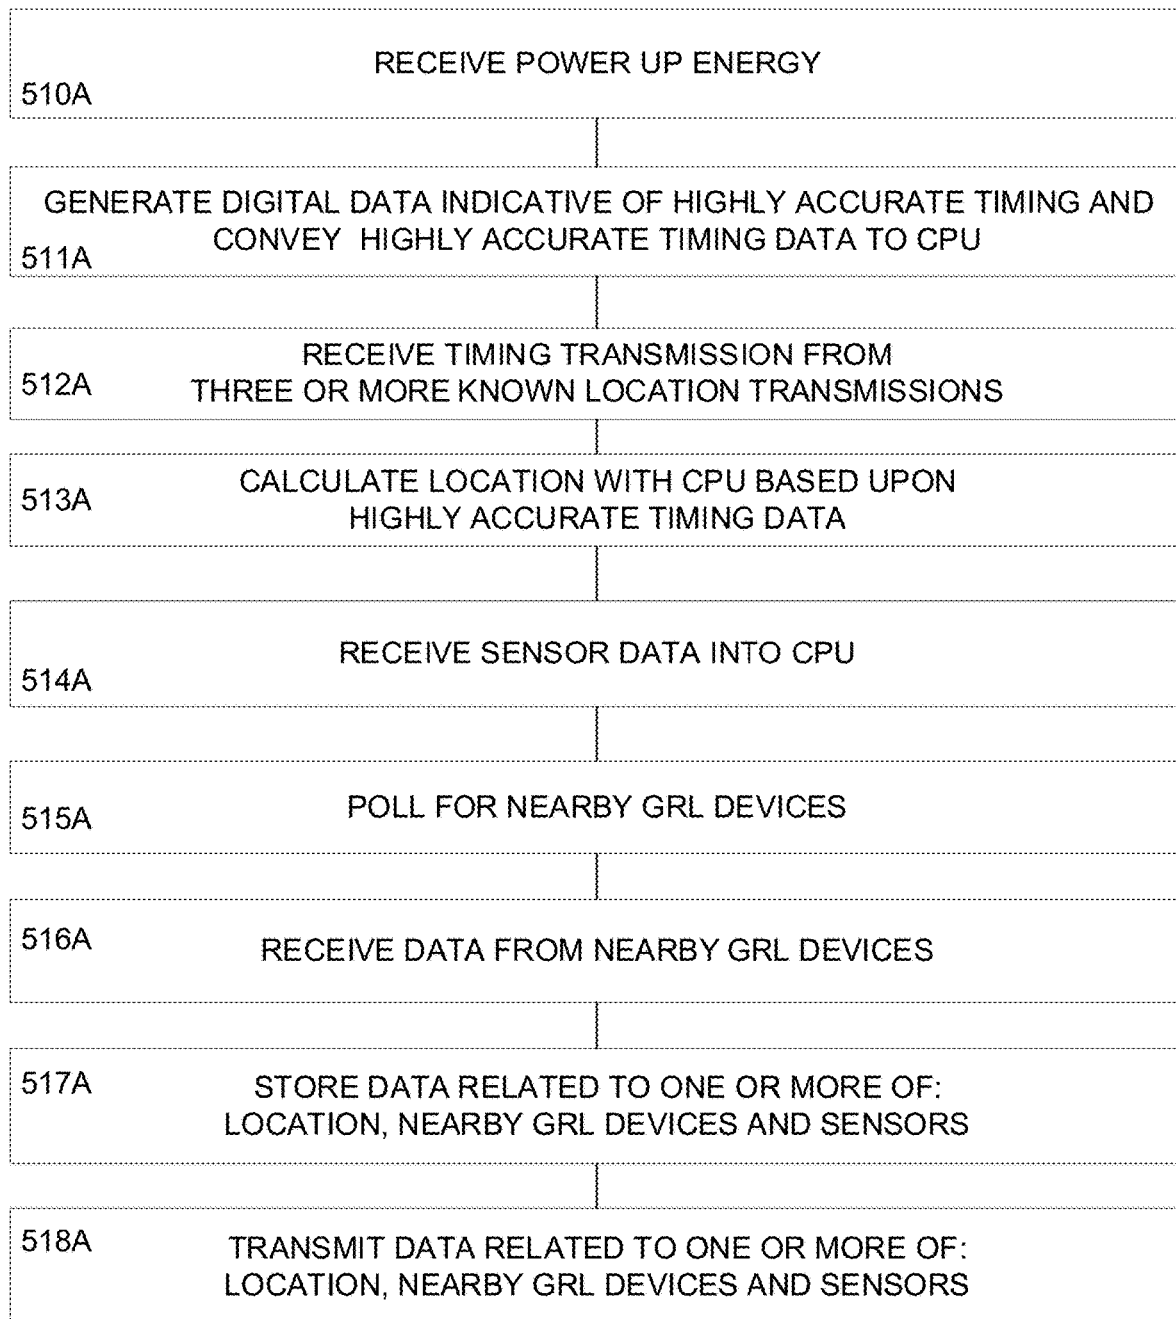 RECEIVE POWER UP ENERGY
510A
GENERATE DIGITAL DATA INDICATIVE OF HIGHLY ACCURATE TIMING AND
CONVEY HIGHLY ACCURATE TIMING DATA TO CPU
511A
RECEIVE TIMING TRANSMISSION FROM
512A
THREE OR MORE KNOWN LOCATION TRANSMISSIONS
CALCULATE LOCATION WITH CPU BASED UPON
513A
HIGHLY ACCURATE TIMING DATA
RECEIVE SENSOR DATA INTO CPU
514A
POLL FOR NEARBY GRL DEVICES
515A
516A
RECEIVE DATA FROM NEARBY GRL DEVICES
517A
STORE DATA RELATED TO ONE OR MORE OF:
LOCATION, NEARBY GRL DEVICES AND SENSORS
518A
TRANSMIT DATA RELATED TO ONE OR MORE OF:
LOCATION, NEARBY GRL DEVICES AND SENSORS